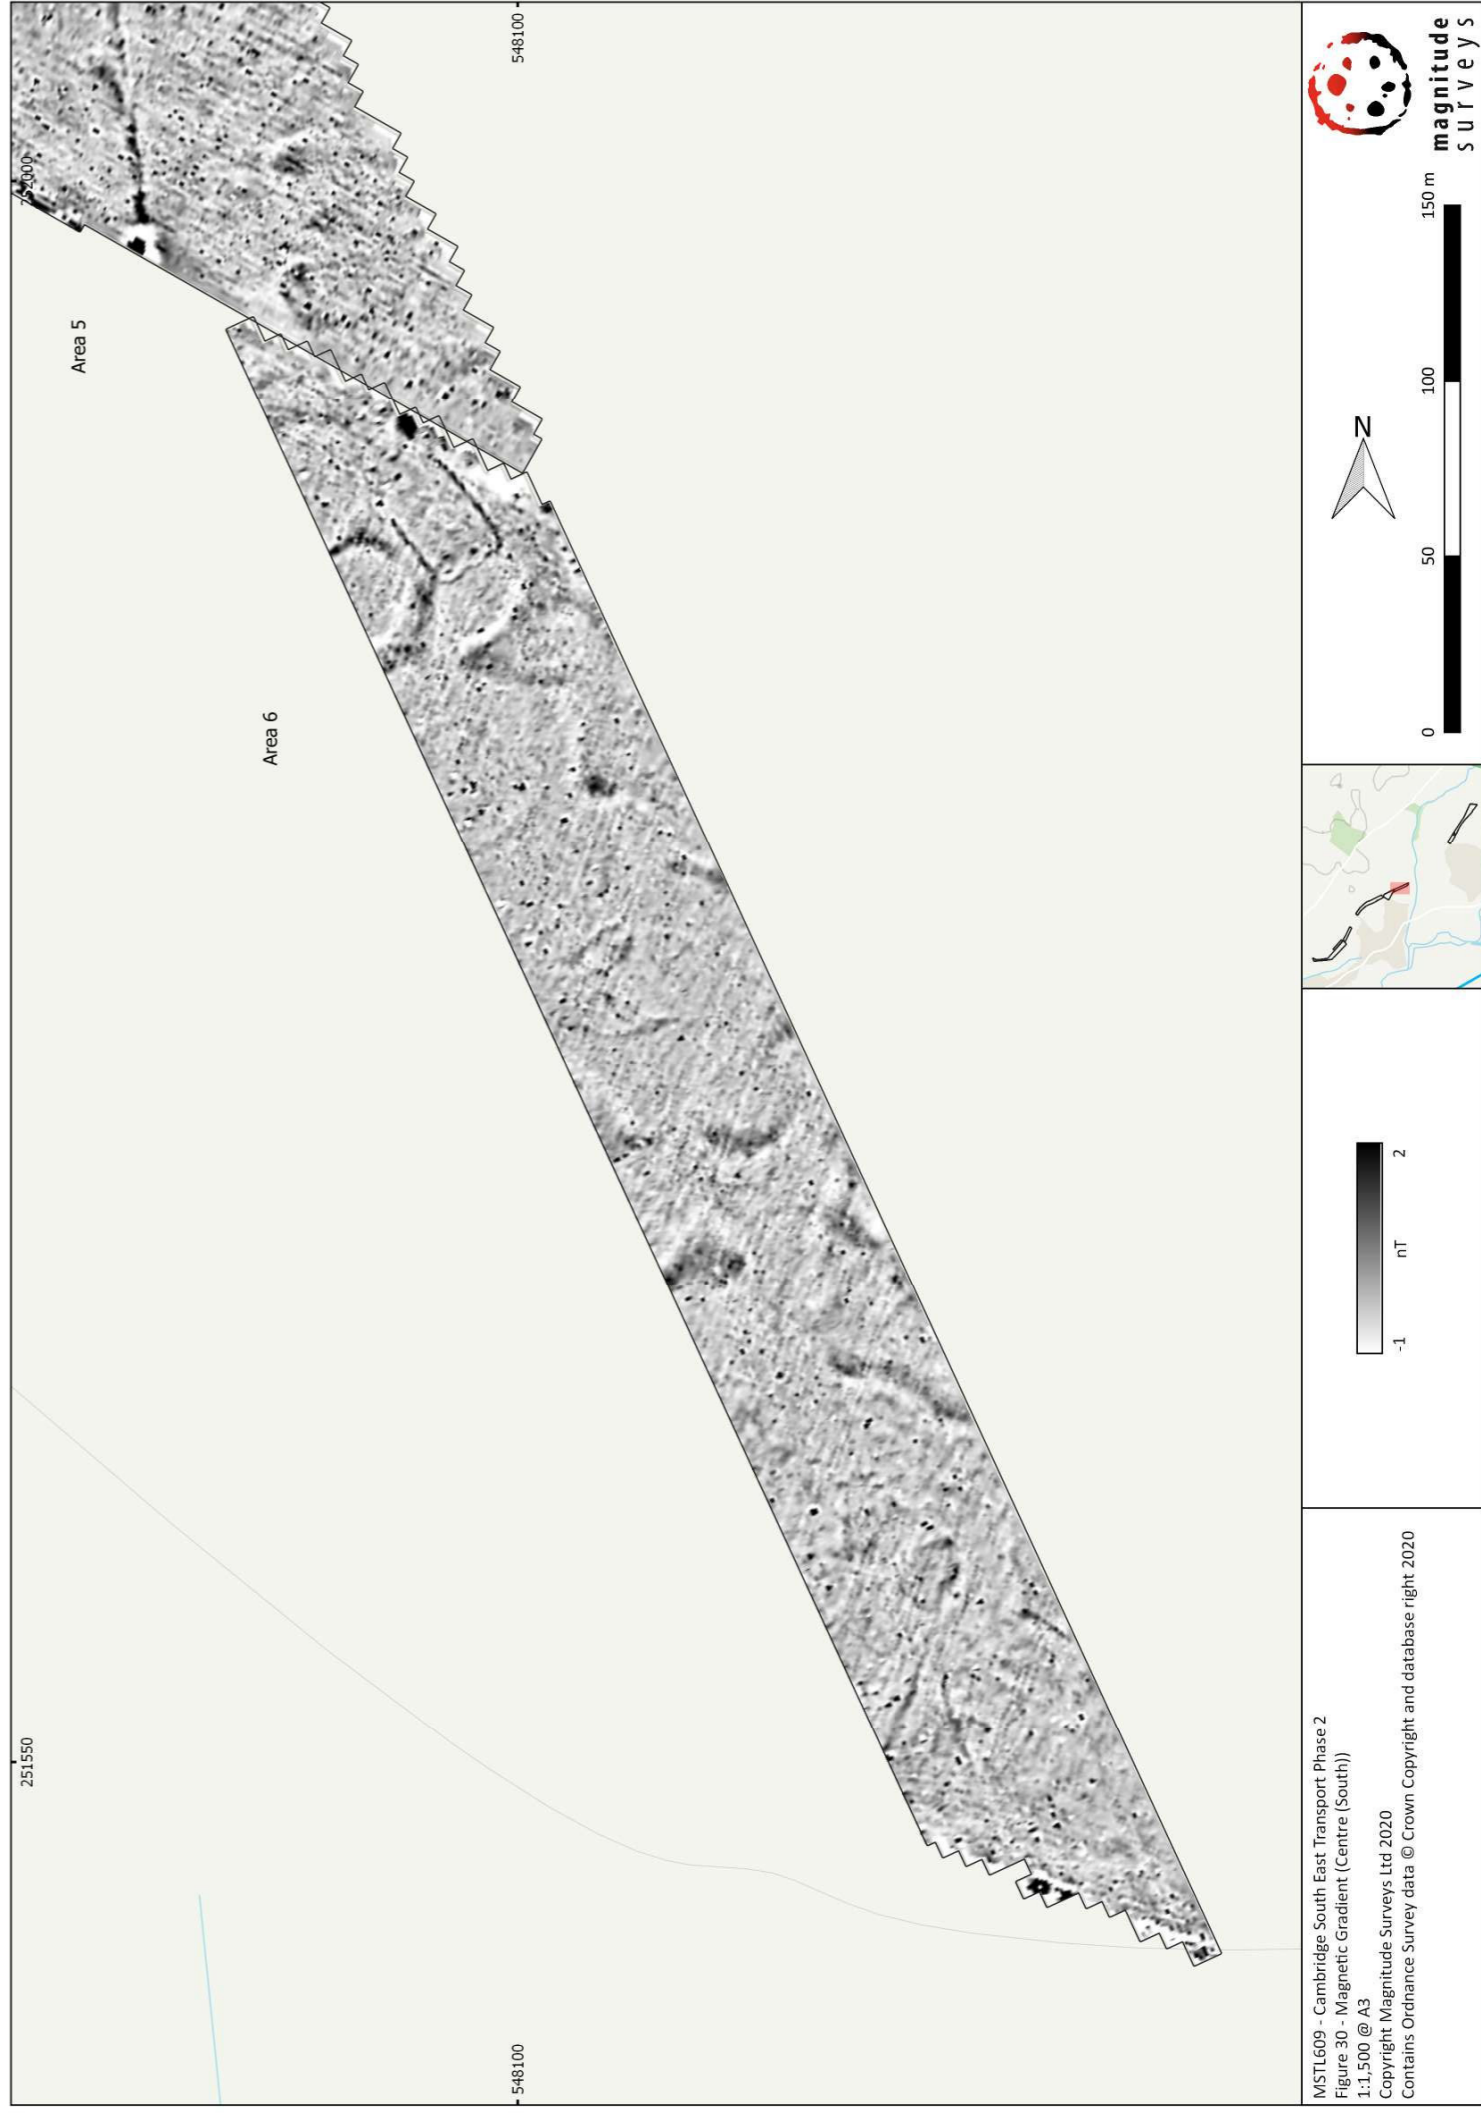 548100
252000
Area 5
Area 6
251550
548100
MSTL609 - Cambridge South East Transport Phase 2
Figure 30 - Magnetic Gradient (Centre (South))
1:1,500 @ A3
Copyright Magnitude Surveys Ltd 2020
Contains Ordnance Survey data © Crown Copyright and database right 2020
-1
nT
2
N
0
50
100
150 m
magnitude
surveys